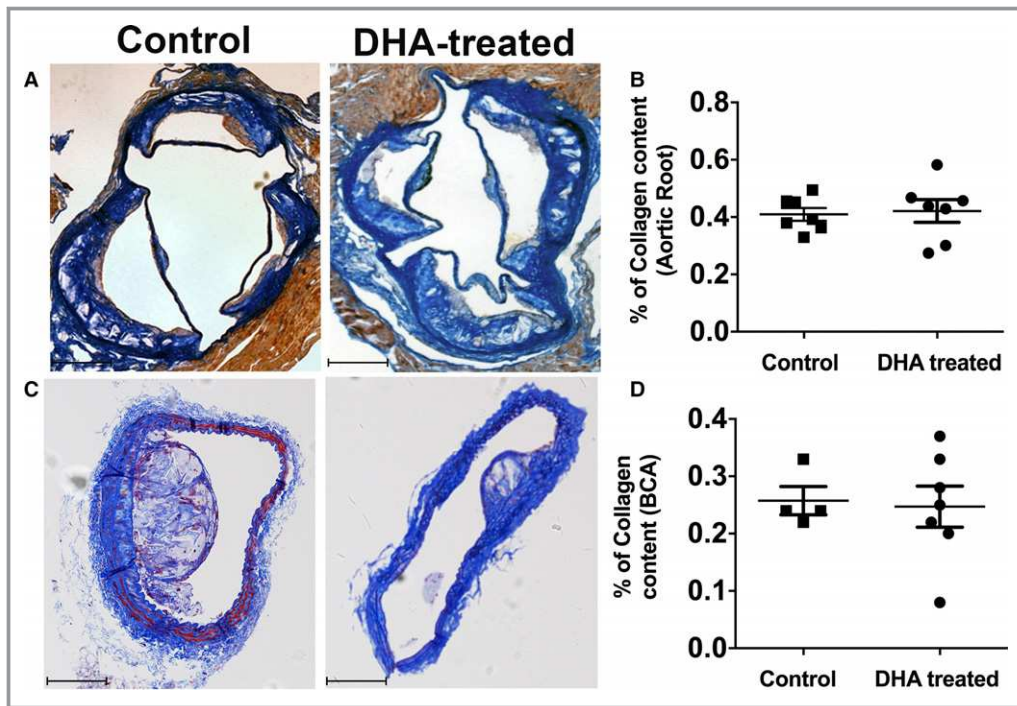 Control DHA-treated
A
B
% of Collagen content
(Aortic Root)
0.8
0.6
0.4
0.2
0.0
Control DHA treated
C
D
% of Collagen
content (BCA)
0.4
0.3
0.2
0.1
0.0
Control DHA treated